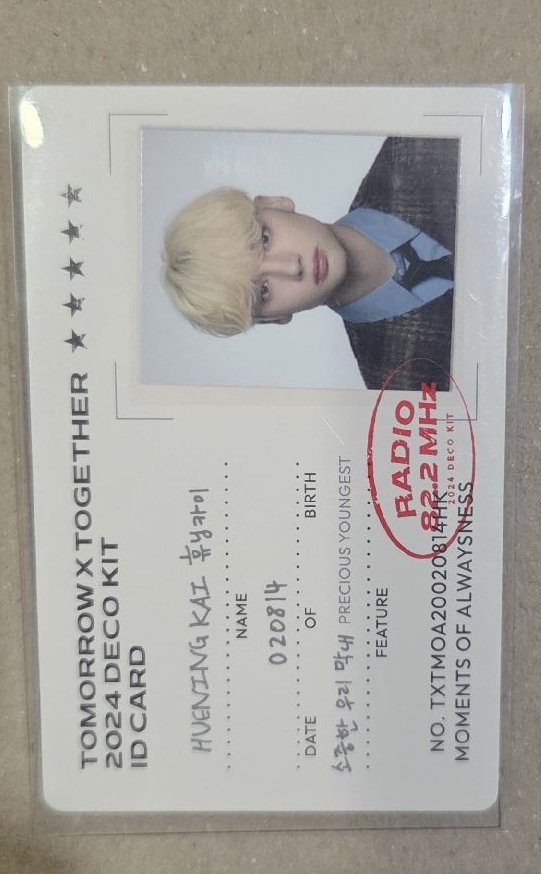 TOMORROW X TOGETHER ★★★★★
2024 DECO KIT
ID CARD
HUENING KAI 휴닝카이
NAME
020814
DATE OF BIRTH
소중한 우리 막내 PRECIOUS YOUNGEST
FEATURE
RADIO
82.2 MHz
2024 DECO KIT
NO. TXTMOA20020814HK
MOMENTS OF ALWAYSNESS